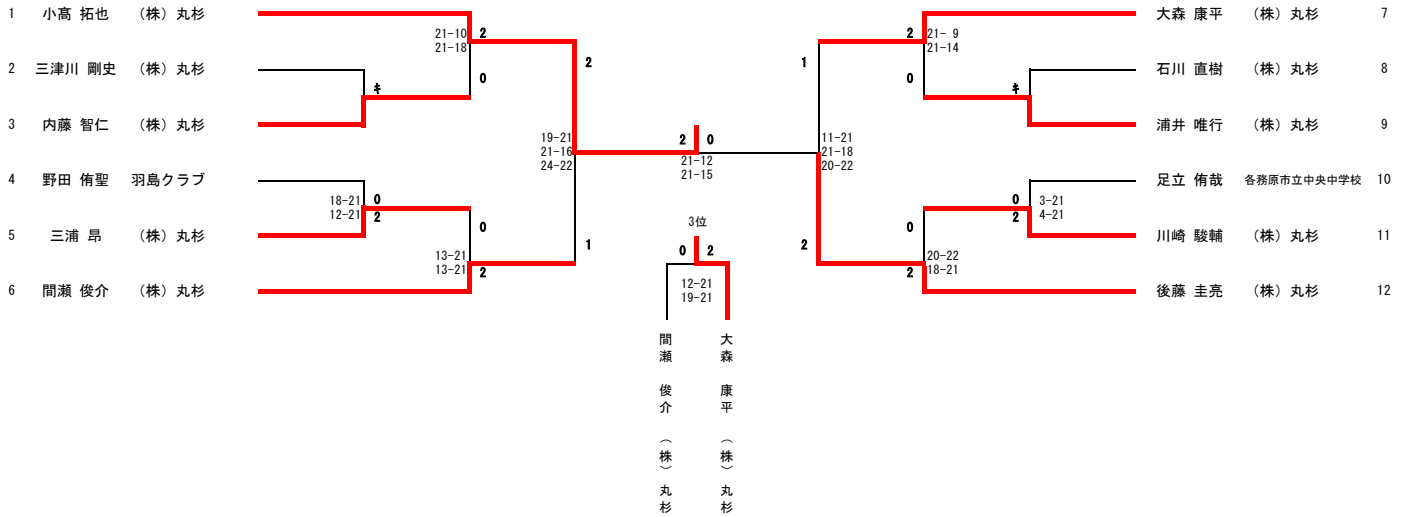 1 小髙 拓也 （株）丸杉
2 三津川 剛史 （株）丸杉
3 内藤 智仁 （株）丸杉
4 野田 侑聖 羽島クラブ
5 三浦 昂 （株）丸杉
6 間瀬 俊介 （株）丸杉
21-10 2
21-18
0
キ
2
19-21
21-16
24-22
18-21 0
12-21 2
0
13-21
13-21 2
1
2 0
21-12
21-15
3位
0 2
12-21
19-21
間瀬 俊介 （株）丸杉
大森 康平 （株）丸杉
1
11-21
21-18
20-22
2
2 21- 9
21-14
0
キ
0 3-21
2 4-21
0
20-22
2 18-21
大森 康平 （株）丸杉 7
石川 直樹 （株）丸杉 8
浦井 唯行 （株）丸杉 9
足立 侑哉 各務原市立中央中学校 10
川崎 駿輔 （株）丸杉 11
後藤 圭亮 （株）丸杉 12